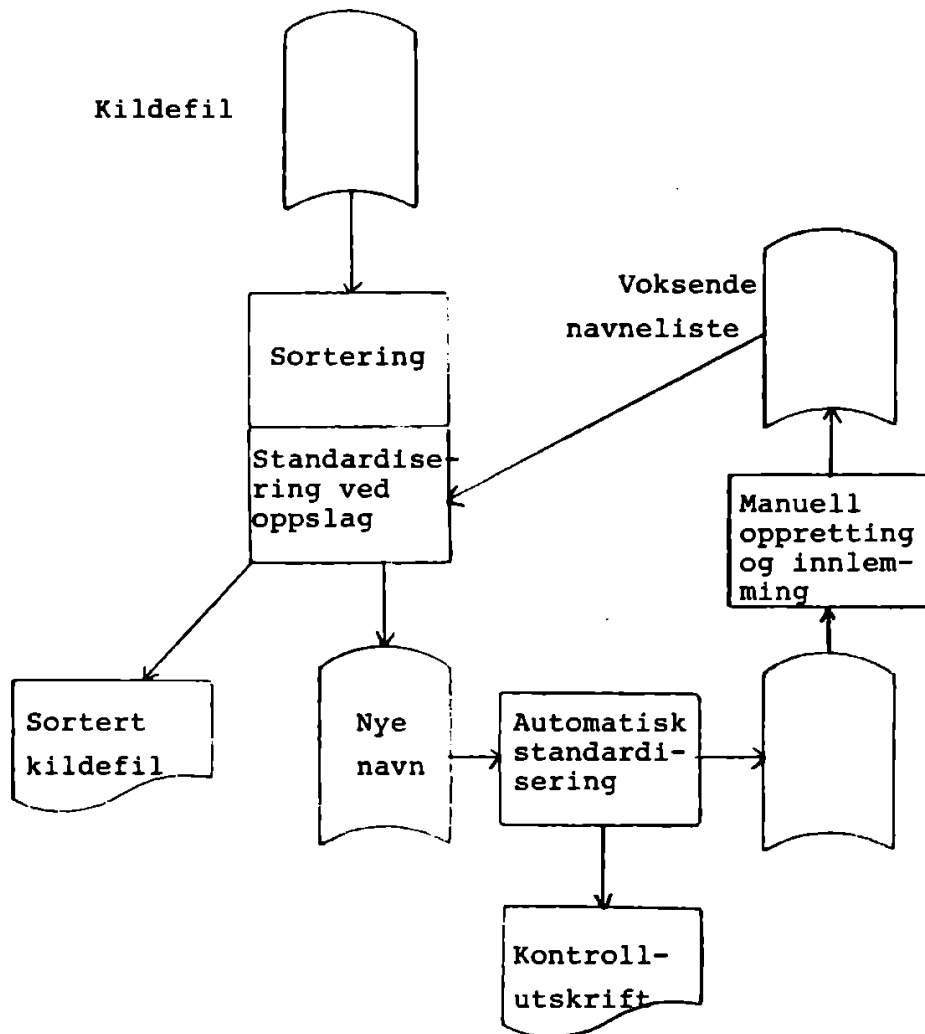 Kildefil
Voksende
navneliste
Sortering
Standardise-
ring ved
oppslag
Manuell
oppretting
og innlem-
ming
Sortert
kildefil
Nye
navn
Automatisk
standardi-
sering
Kontroll-
utskrift